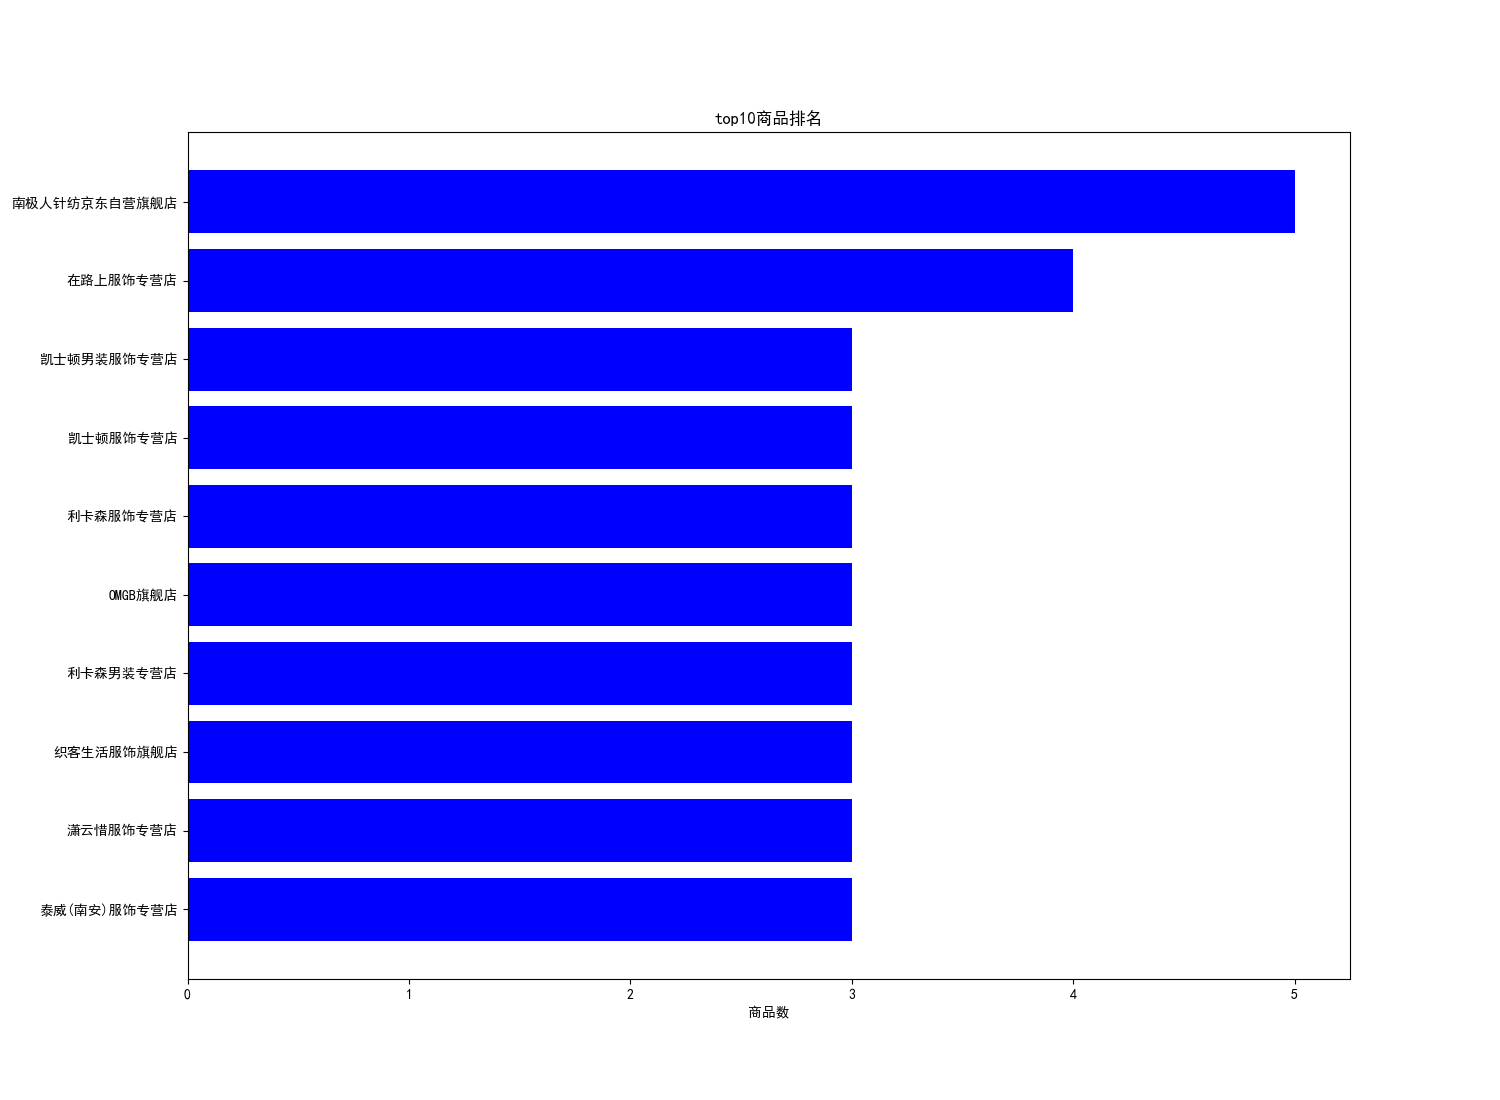 top10商品排名
南极人针纺京东自营旗舰店
在路上服饰专营店
凯士顿男装服饰专营店
凯士顿服饰专营店
利卡森服饰专营店
OMGB旗舰店
利卡森男装专营店
织客生活服饰旗舰店
潇云惜服饰专营店
泰威(南安)服饰专营店
0 1 2 3 4 5
商品数